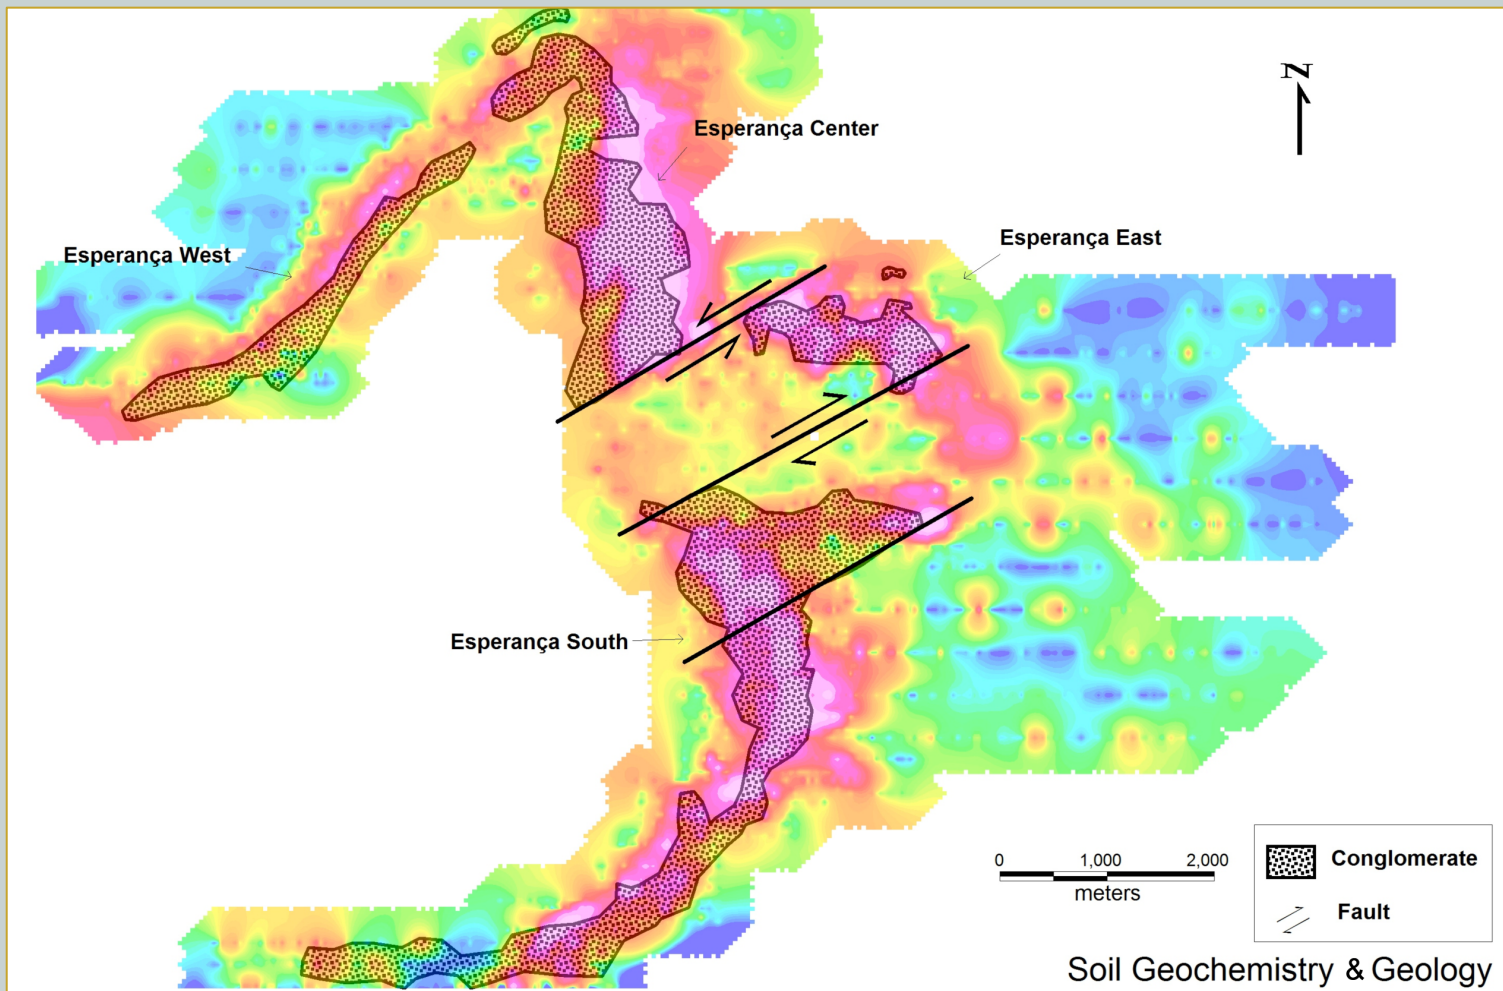 N
Esperança Center
Esperança West
Esperança East
Esperança South
0 1,000 2,000
meters
Conglomerate
Fault
Soil Geochemistry & Geology